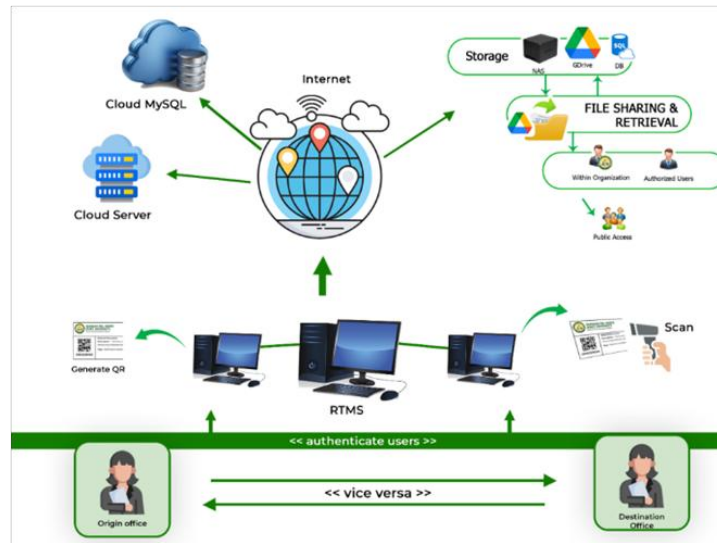 Internet
Cloud MySQL
Cloud Server
Storage
NAS
GDrive
SQL
DB
FILE SHARING &
RETRIEVAL
Within Organization
Authorized Users
Public Access
Generate QR
RTMS
Scan
<< authenticate users >>
<< vice versa >>
Origin office
Destination
Office